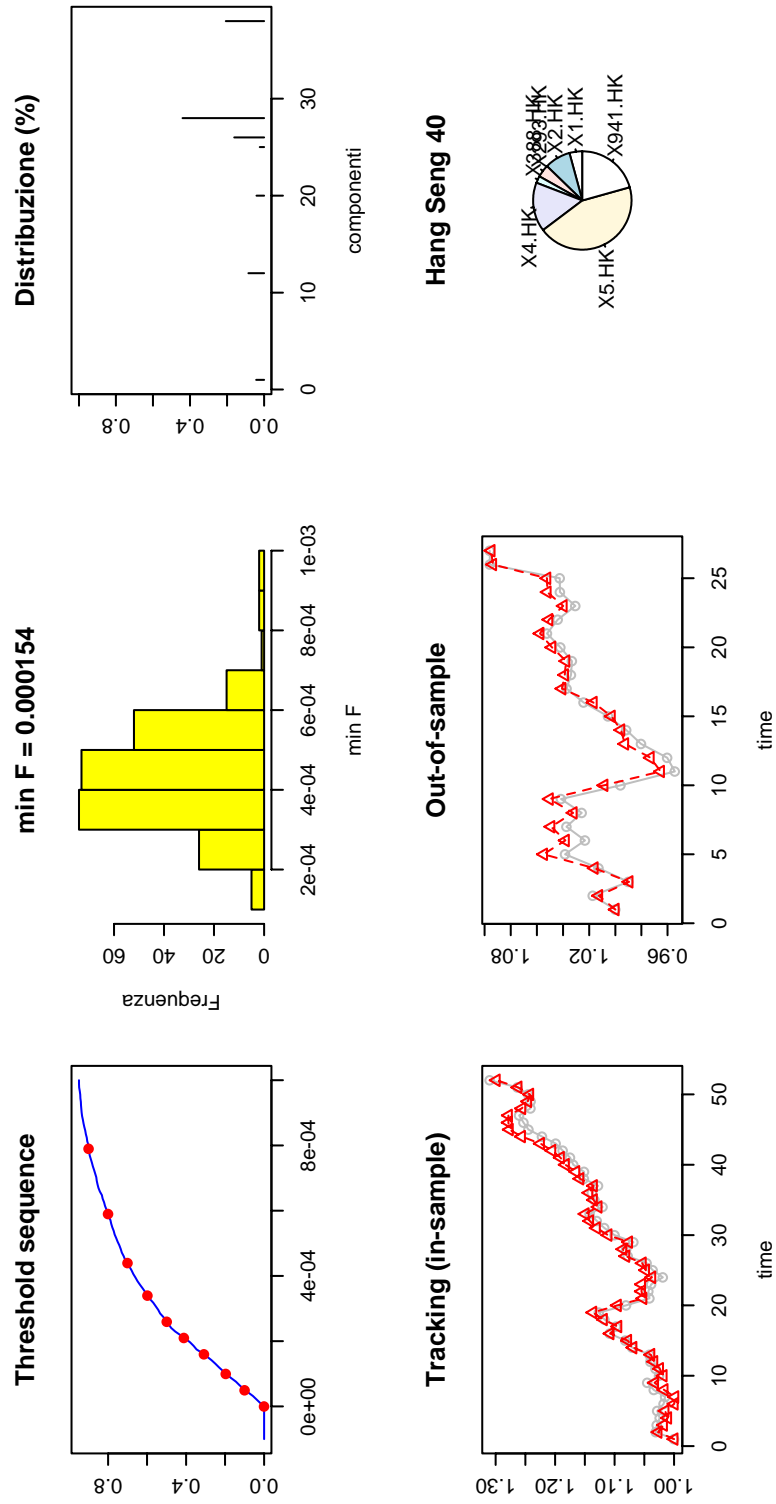 Threshold sequence
0.0 0.4 0.8
0e+00 4e-04 8e-04
min F = 0.000154
Frequenza
0 20 40 60
2e-04 4e-04 6e-04 8e-04 1e-03
min F
Distribuzione (%)
0.0 0.4 0.8
0 10 20 30
componenti
Tracking (in-sample)
1.00 1.10 1.20 1.30
0 10 20 30 40 50
time
Out-of-sample
0.96 1.02 1.08
0 5 10 15 20 25
time
Hang Seng 40
X1.HK
X2.HK
X293.HK
X388.HK
X4.HK
X5.HK
X941.HK